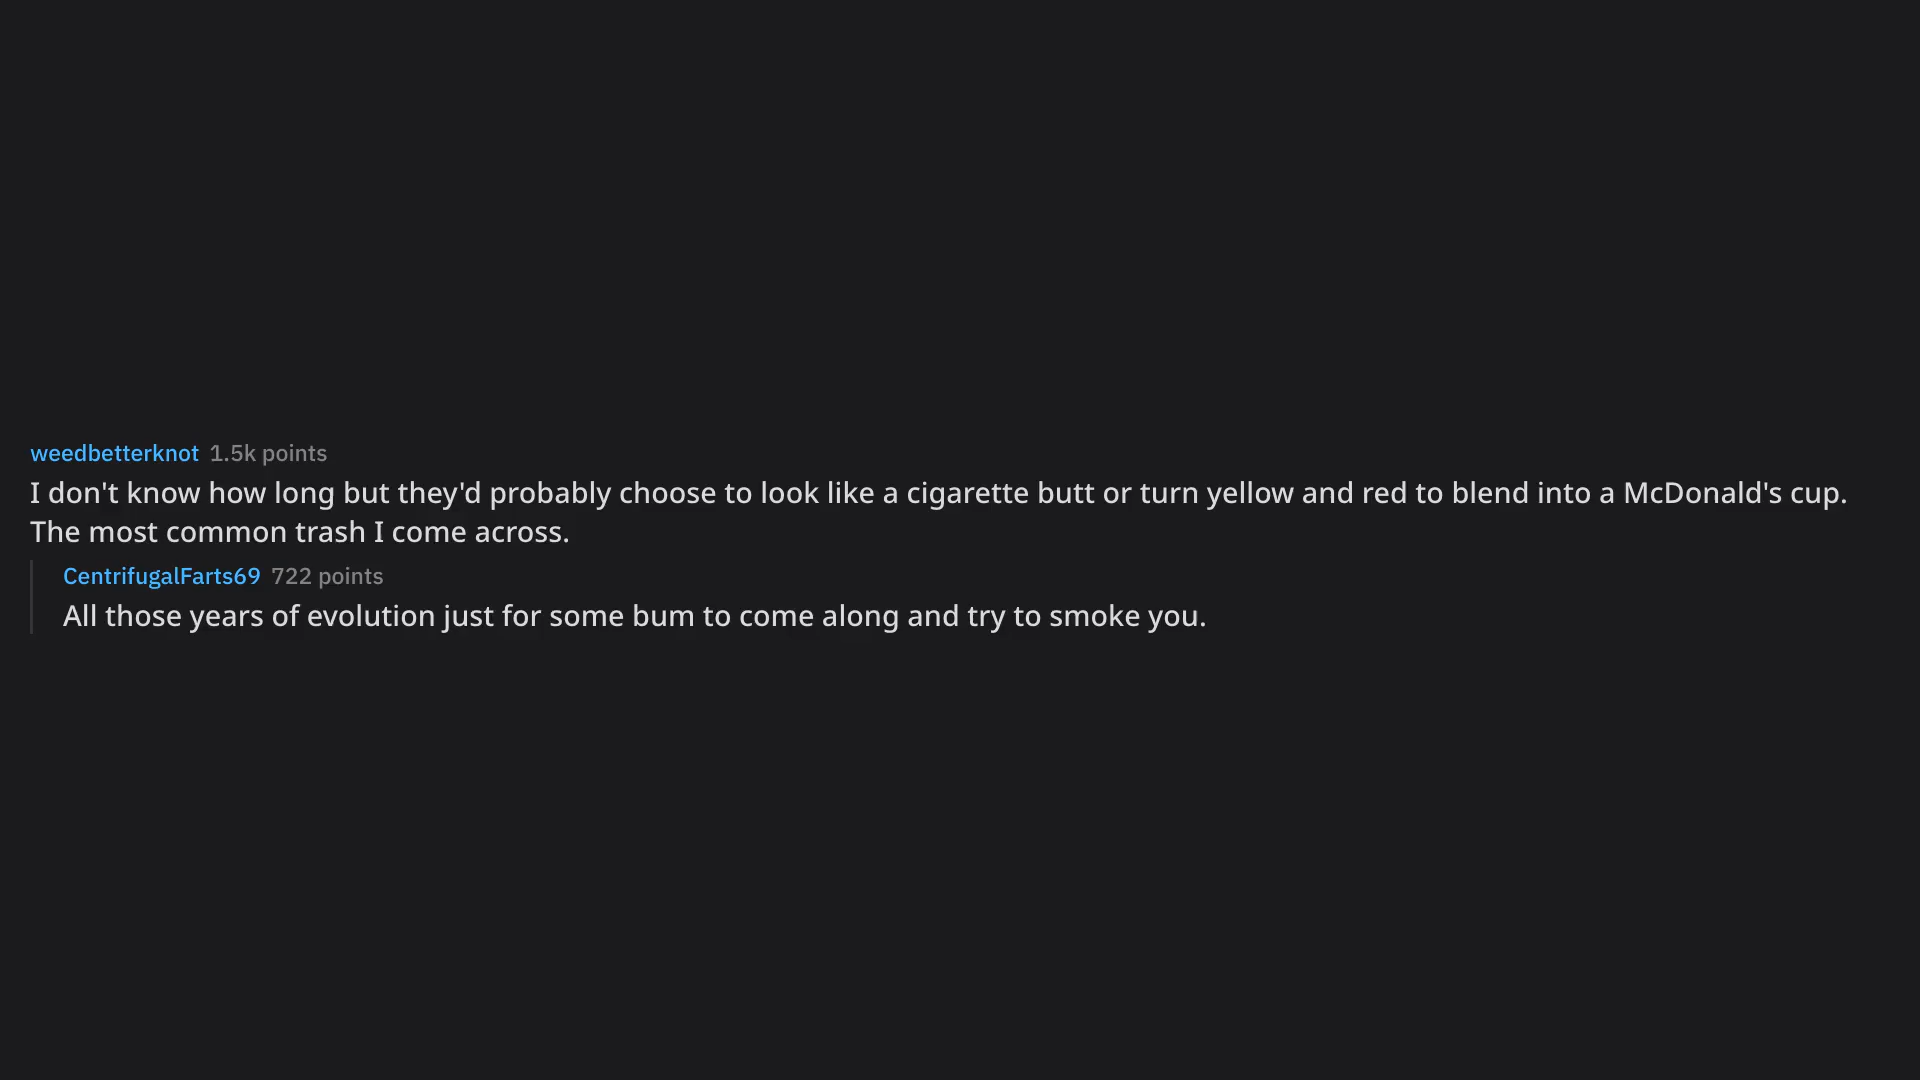 weedbetterknot 1.5k points
I don't know how long but they'd probably choose to look like a cigarette butt or turn yellow and red to blend into a McDonald's cup.
The most common trash I come across.
CentrifugalFarts69 722 points
All those years of evolution just for some bum to come along and try to smoke you.